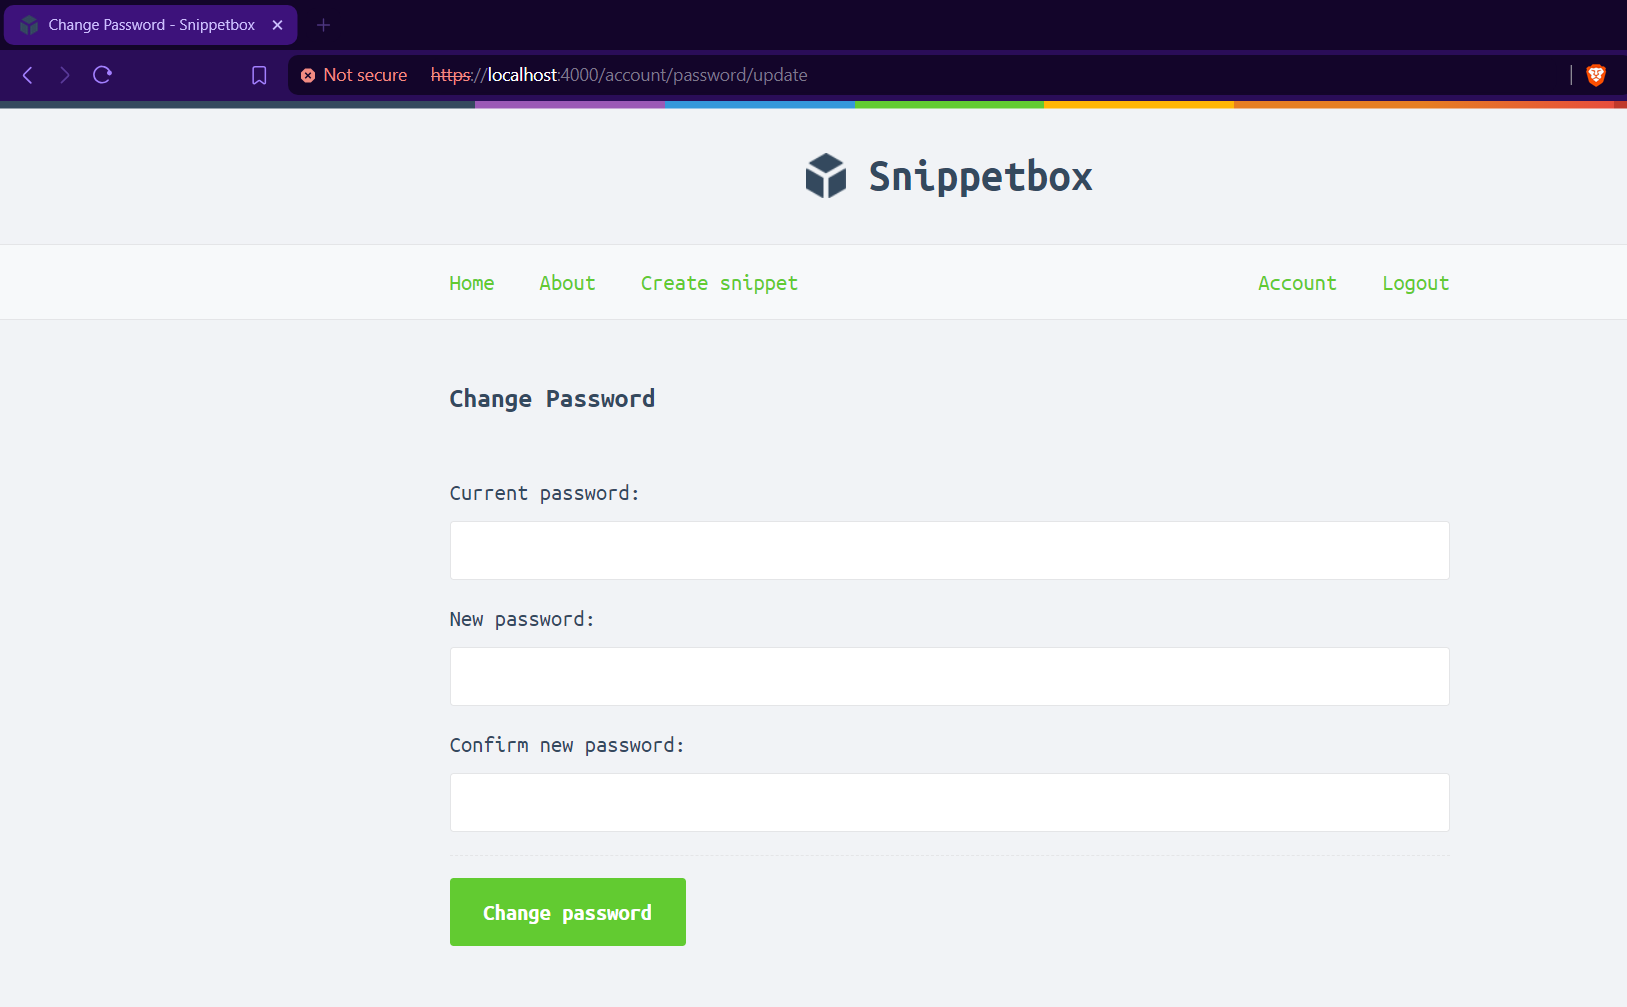 Change Password - Snippetbox
Not secure https://localhost:4000/account/password/update
Snippetbox
Home About Create snippet Account Logout
Change Password
Current password:
New password:
Confirm new password:
Change password